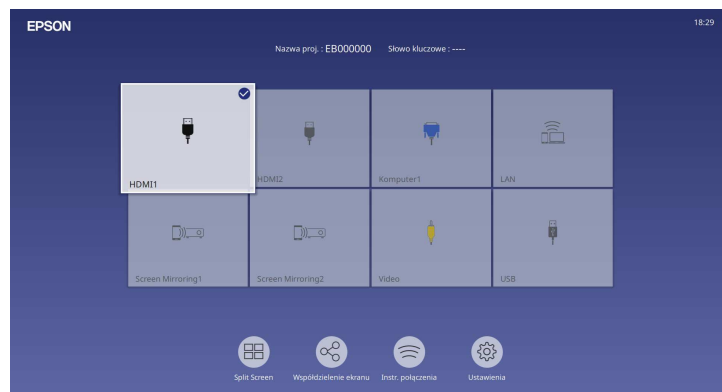 EPSON
18:29
Nazwa proj. : EB000000 Słowo kluczowe : ----
HDMI1
HDMI2
Komputer1
LAN
Screen Mirroring1
Screen Mirroring2
Video
USB
Split Screen
Współdzielenie ekranu
Instr. połączenia
Ustawienia